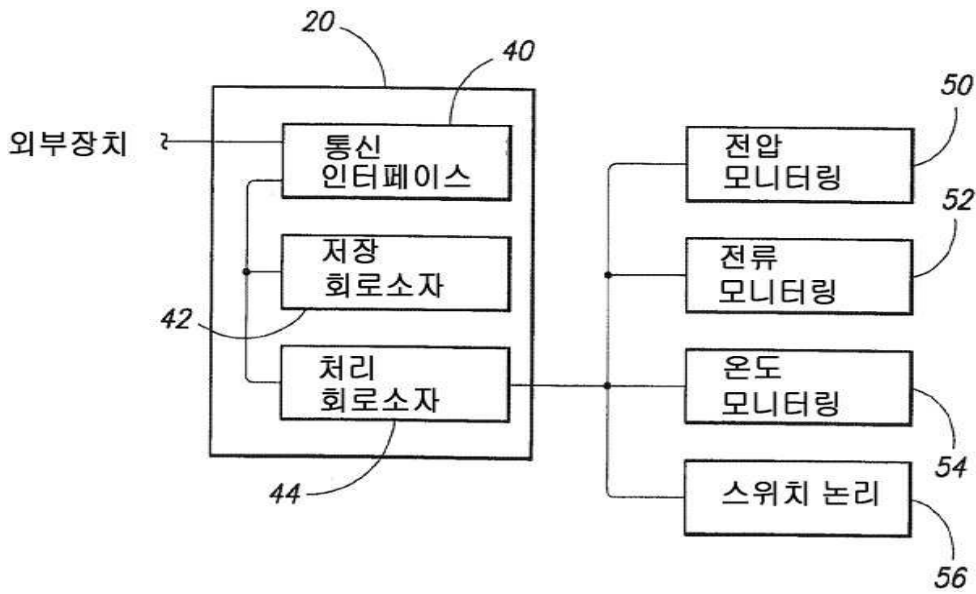 20
40
외부장치
통신
인터페이스
저장
회로소자
42
처리
회로소자
44
전압
모니터링
50
전류
모니터링
52
온도
모니터링
54
스위치 논리
56